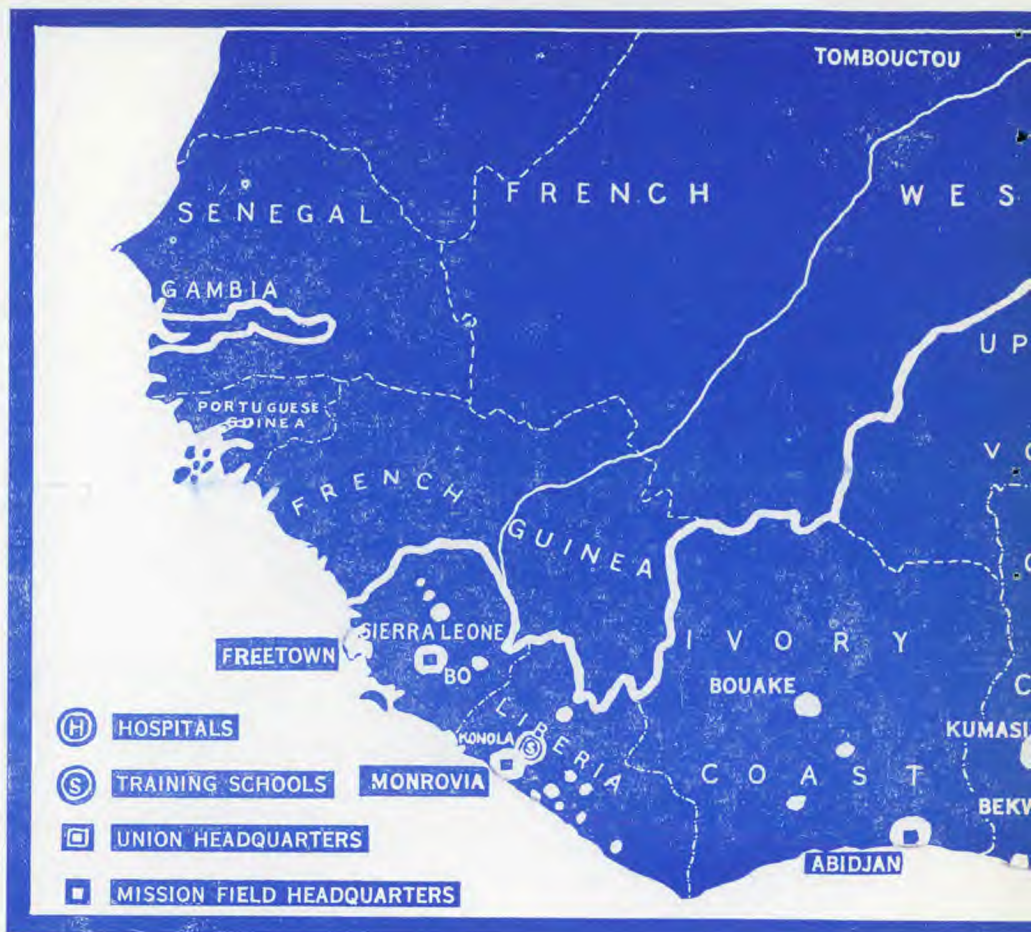 TOMBOUCTOU
FRENCH WES
SENEGAL
GAMBIA
UP
PORTUGUESE
GUINEA
FRENCH
GUINEA
SIERRA LEONE
FREETOWN
BO
IVORY
BOUAKE
LIBERIA
KONOLA
S
MONROVIA
COAST
KUMASI
BEKW
ABIDJAN
H HOSPITALS
S TRAINING SCHOOLS
UNION HEADQUARTERS
MISSION FIELD HEADQUARTERS